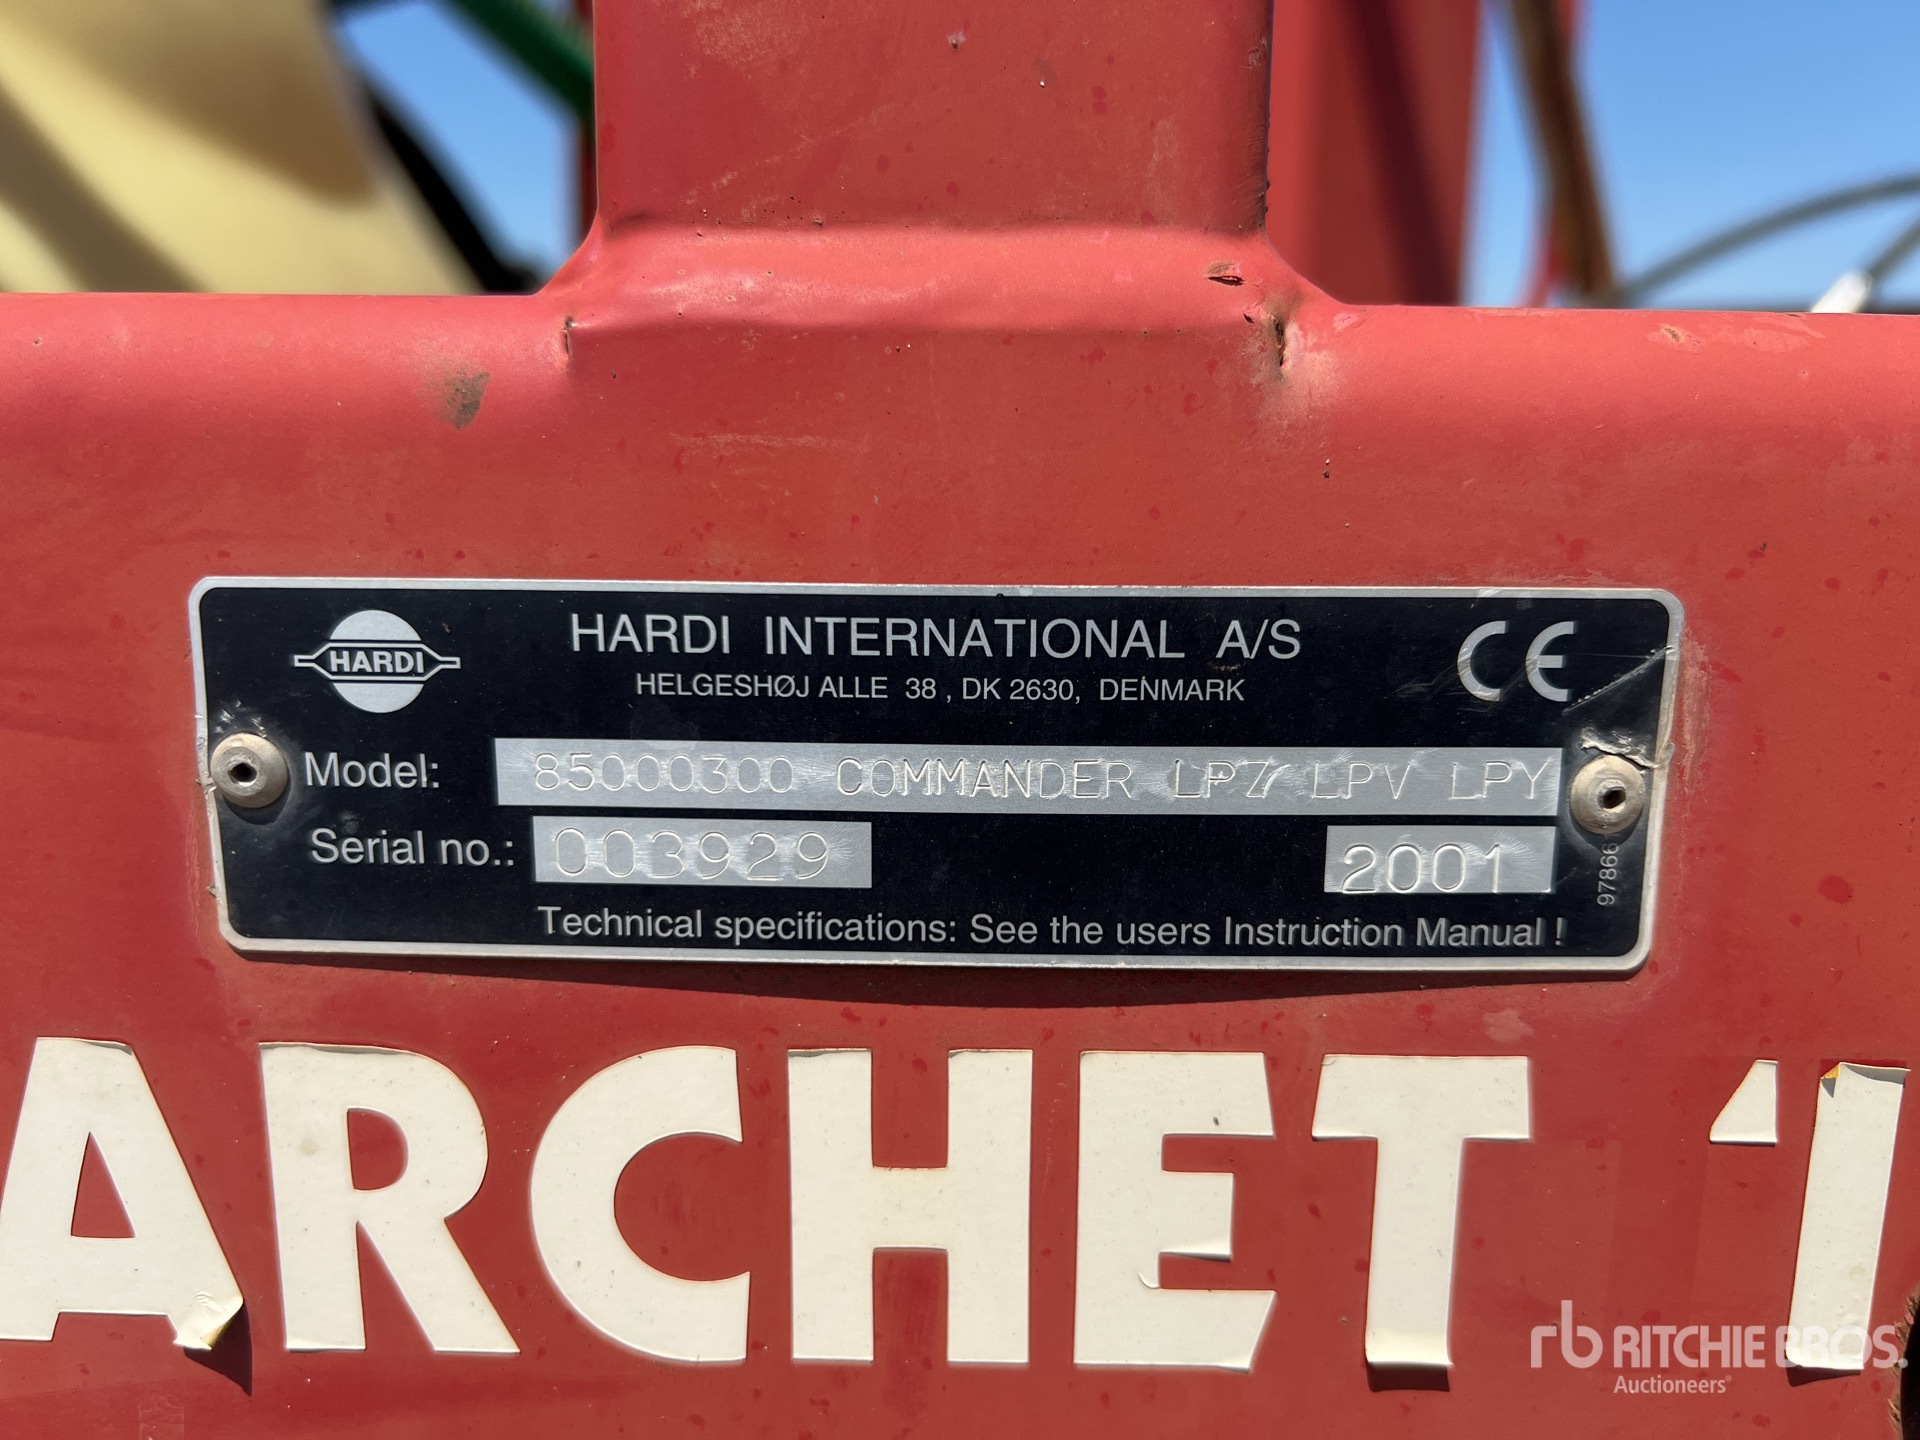 HARDI
HARDI INTERNATIONAL A/S
HELGESHØJ ALLE 38, DK 2630, DENMARK
CE
Model: 85000300 COMMANDER LPZ LPV LPY
Serial no.: 003929 2001
97866
Technical specifications: See the users Instruction Manual !
ARCHET '
rb RITCHIE BROS.
Auctioneers